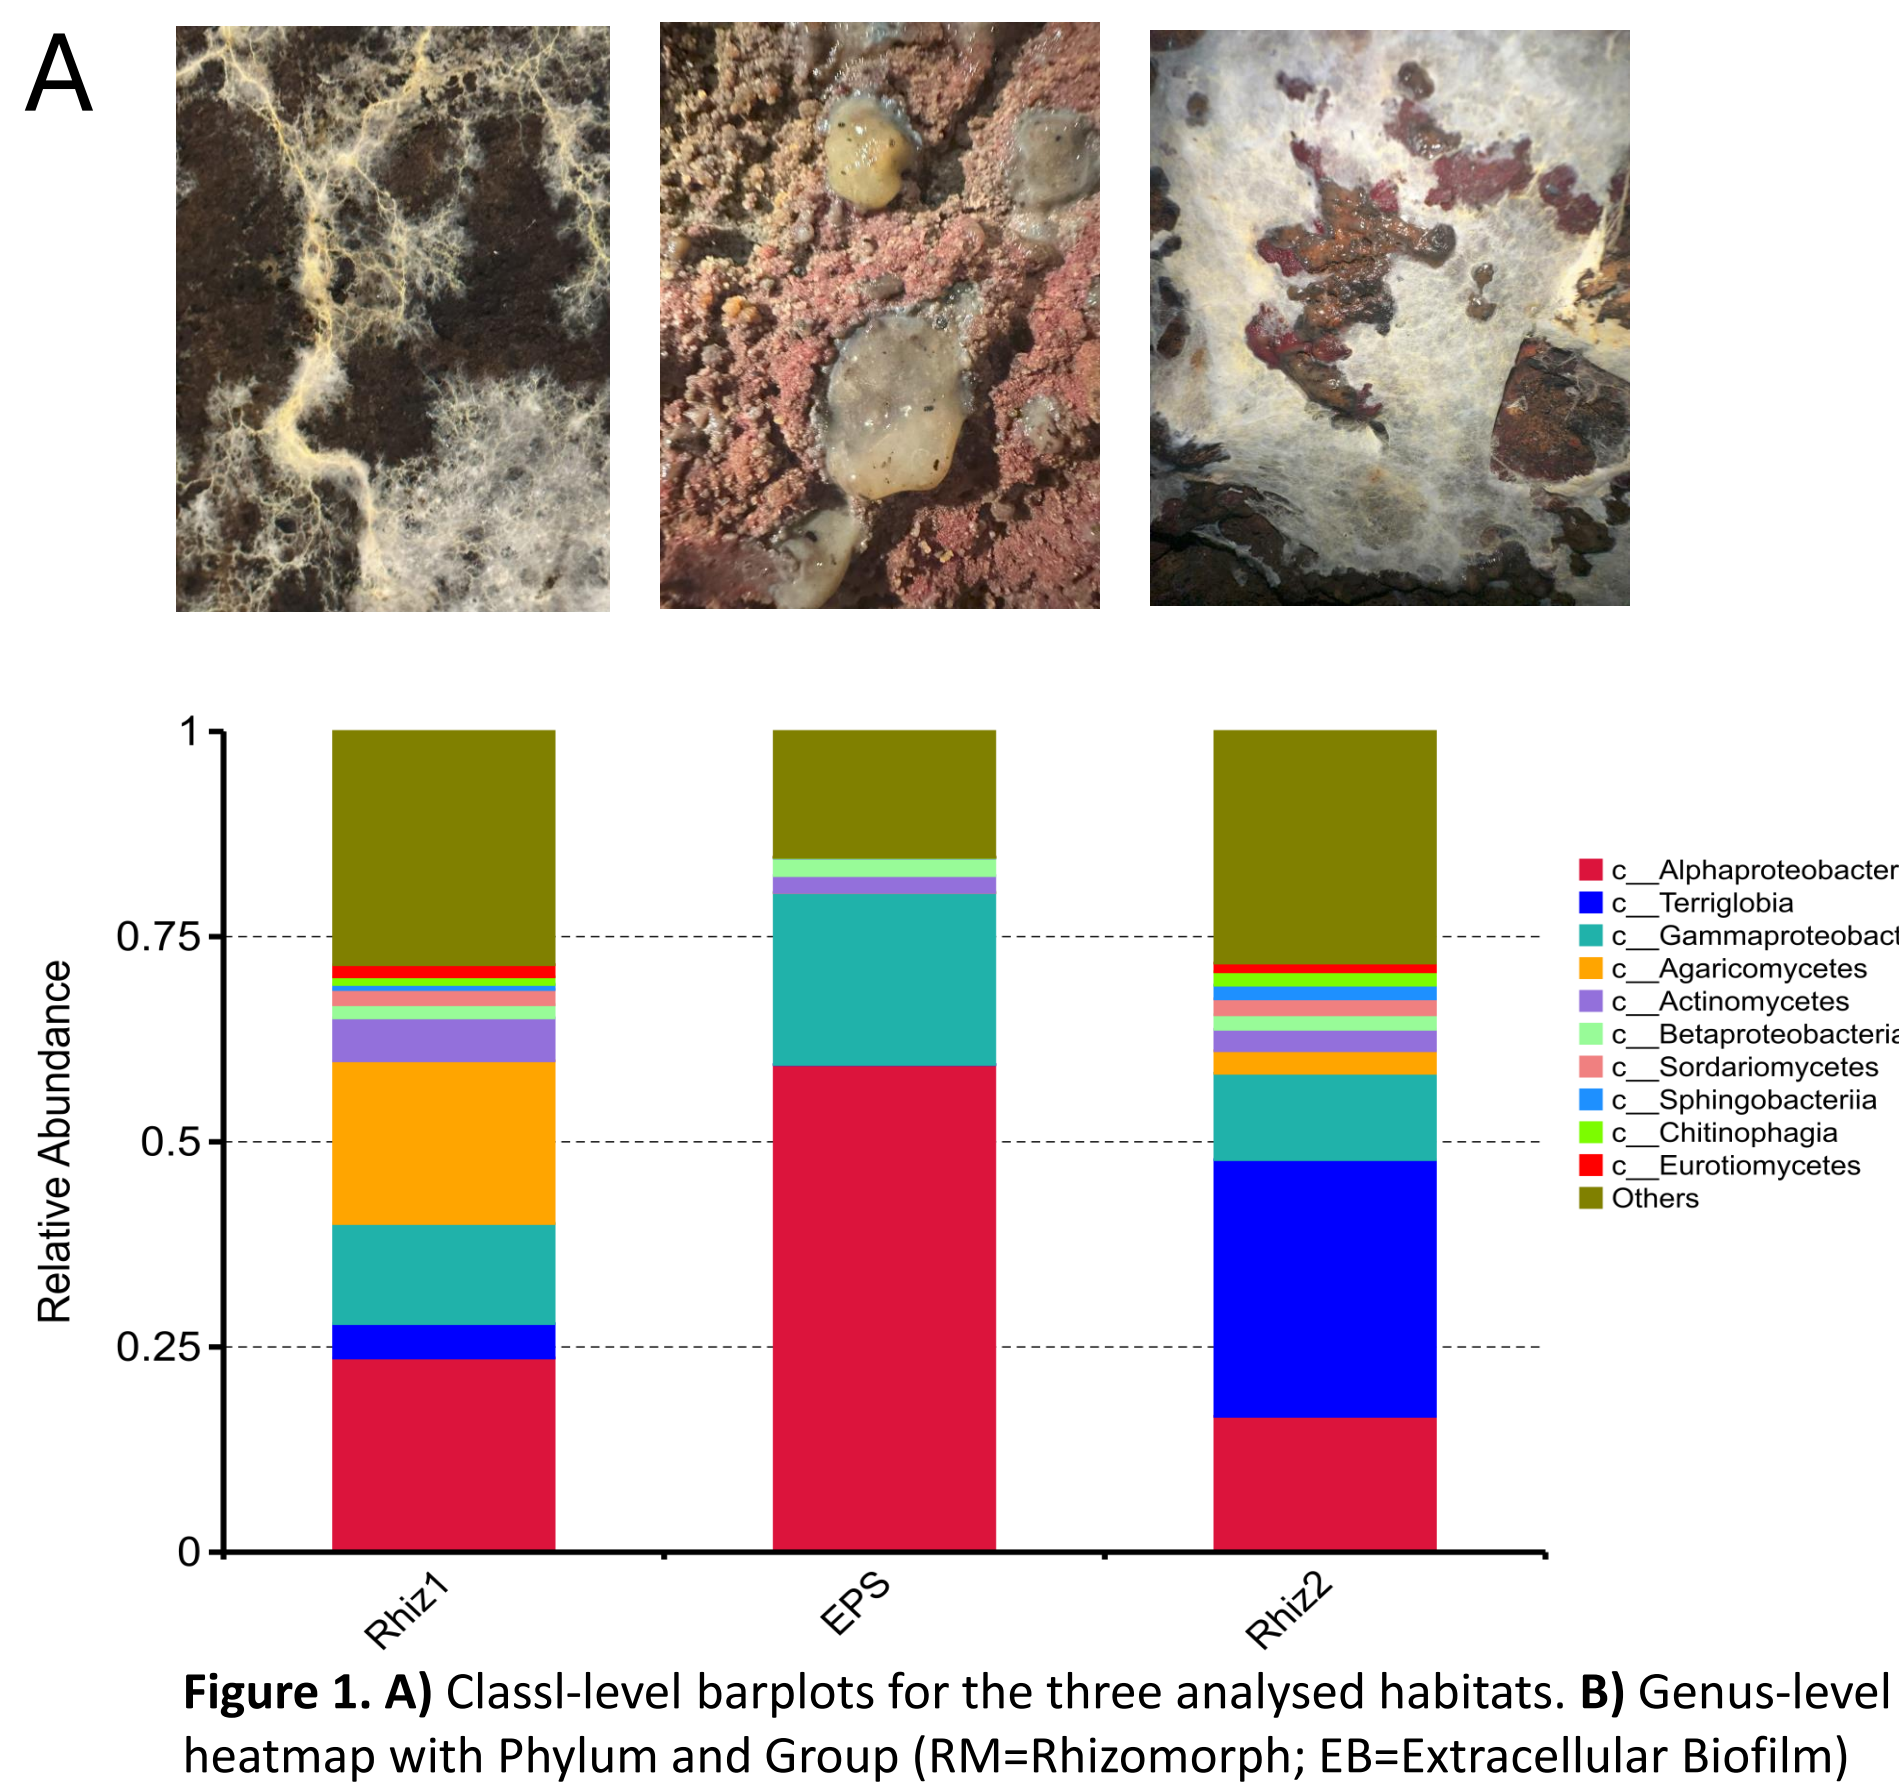 A
1
0.75
0.5
0.25
0
Relative Abundance
Rhiz1
EPS
Rhiz2
c__Alphaproteobacter
c__Terriglobia
c__Gammaproteobact
c__Agaricomycetes
c__Actinomycetes
c__Betaproteobacteria
c__Sordariomycetes
c__Sphingobacteriia
c__Chitinophagia
c__Eurotiomycetes
Others
Figure 1. A) Classl-level barplots for the three analysed habitats. B) Genus-level
heatmap with Phylum and Group (RM=Rhizomorph; EB=Extracellular Biofilm)